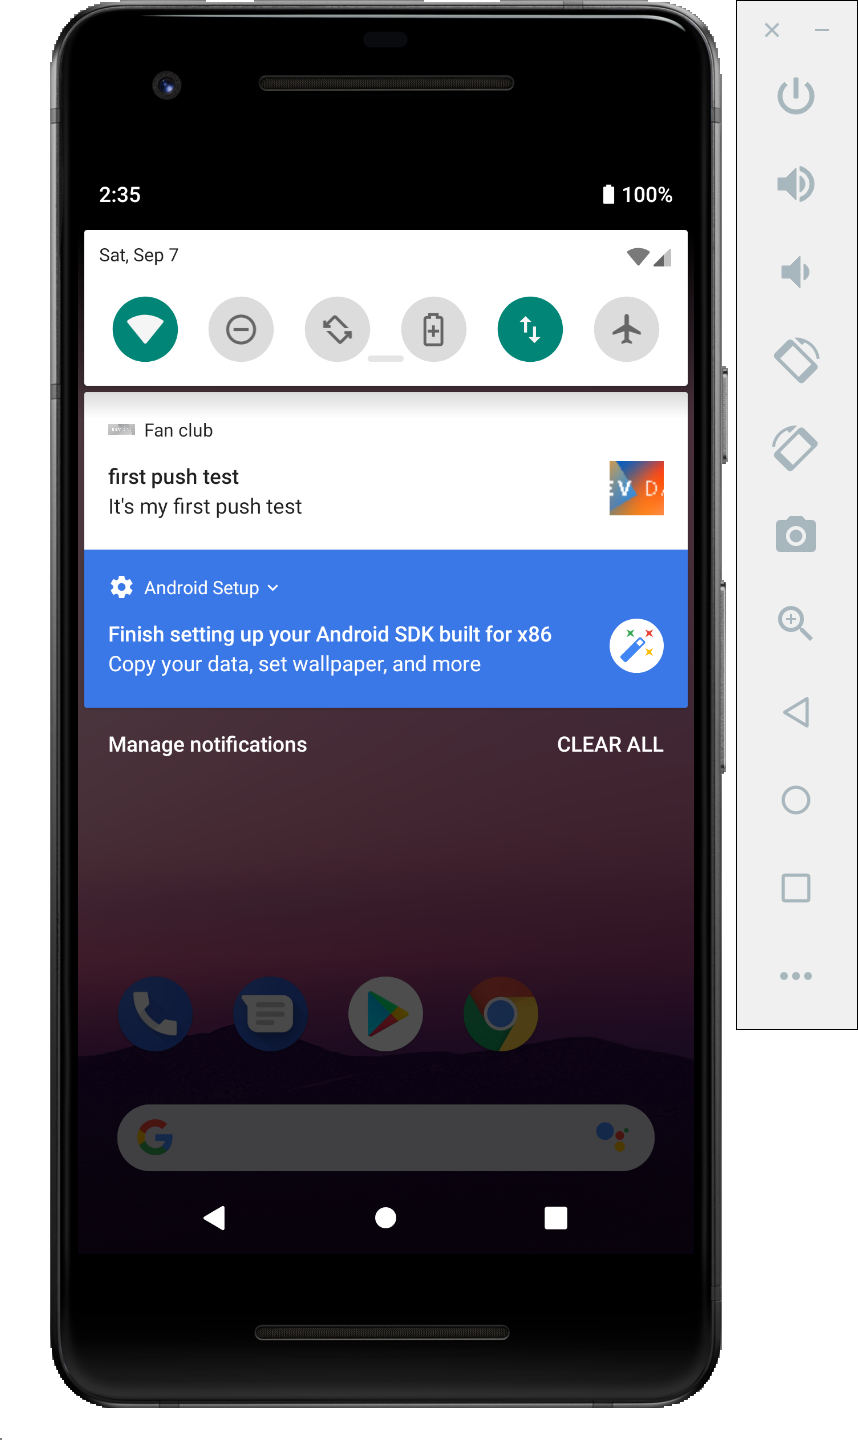 2:35
100%
Sat, Sep 7
Fan club
first push test
It's my first push test
EV D
Android Setup
Finish setting up your Android SDK built for x86
Copy your data, set wallpaper, and more
Manage notifications
CLEAR ALL